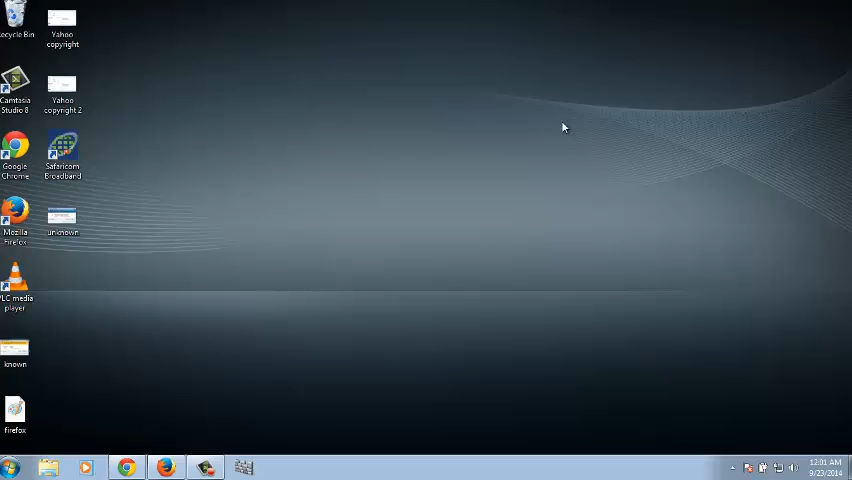 ecycle Bin
Yahoo
copyright
Camtasia
Studio 8
Yahoo
copyright 2
Google
Chrome
Safaricom
Broadband
Mozilla
Firefox
unknown
VLC media
player
known
firefox
12:01 AM
9/23/2014